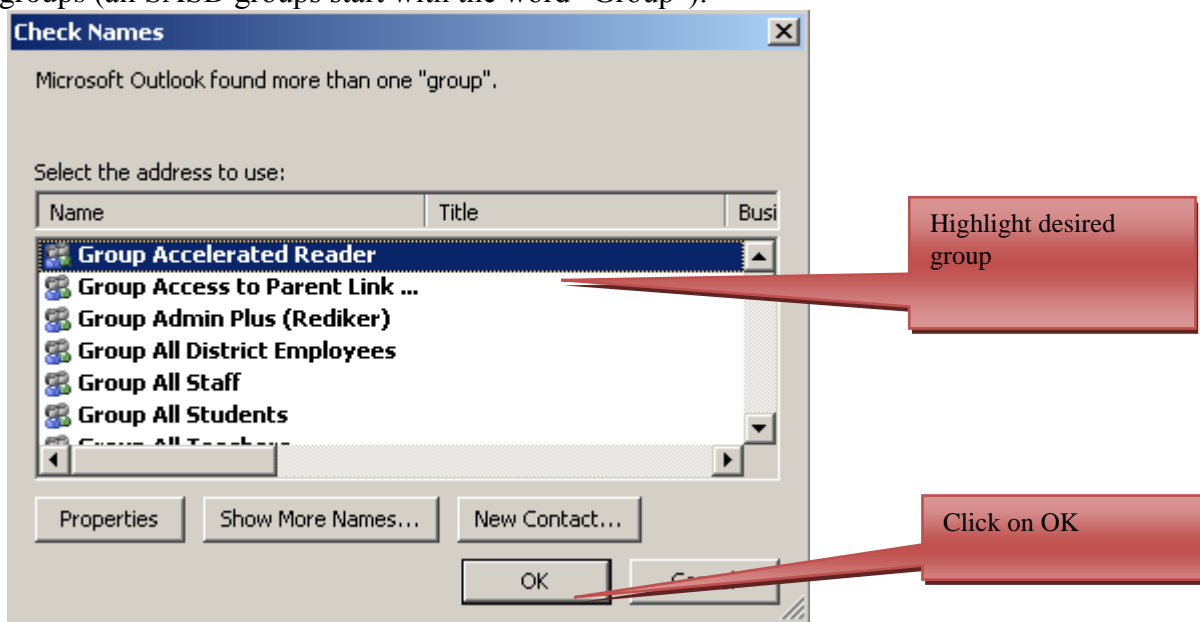 groups (all SASD groups start with the word "Group").
Check Names
Microsoft Outlook found more than one "group".
Select the address to use:
Name Title Busi
Group Accelerated Reader
Group Access to Parent Link ...
Group Admin Plus (Rediker)
Group All District Employees
Group All Staff
Group All Students
Group All Teachers
Highlight desired
group
Properties Show More Names... New Contact...
Click on OK
OK